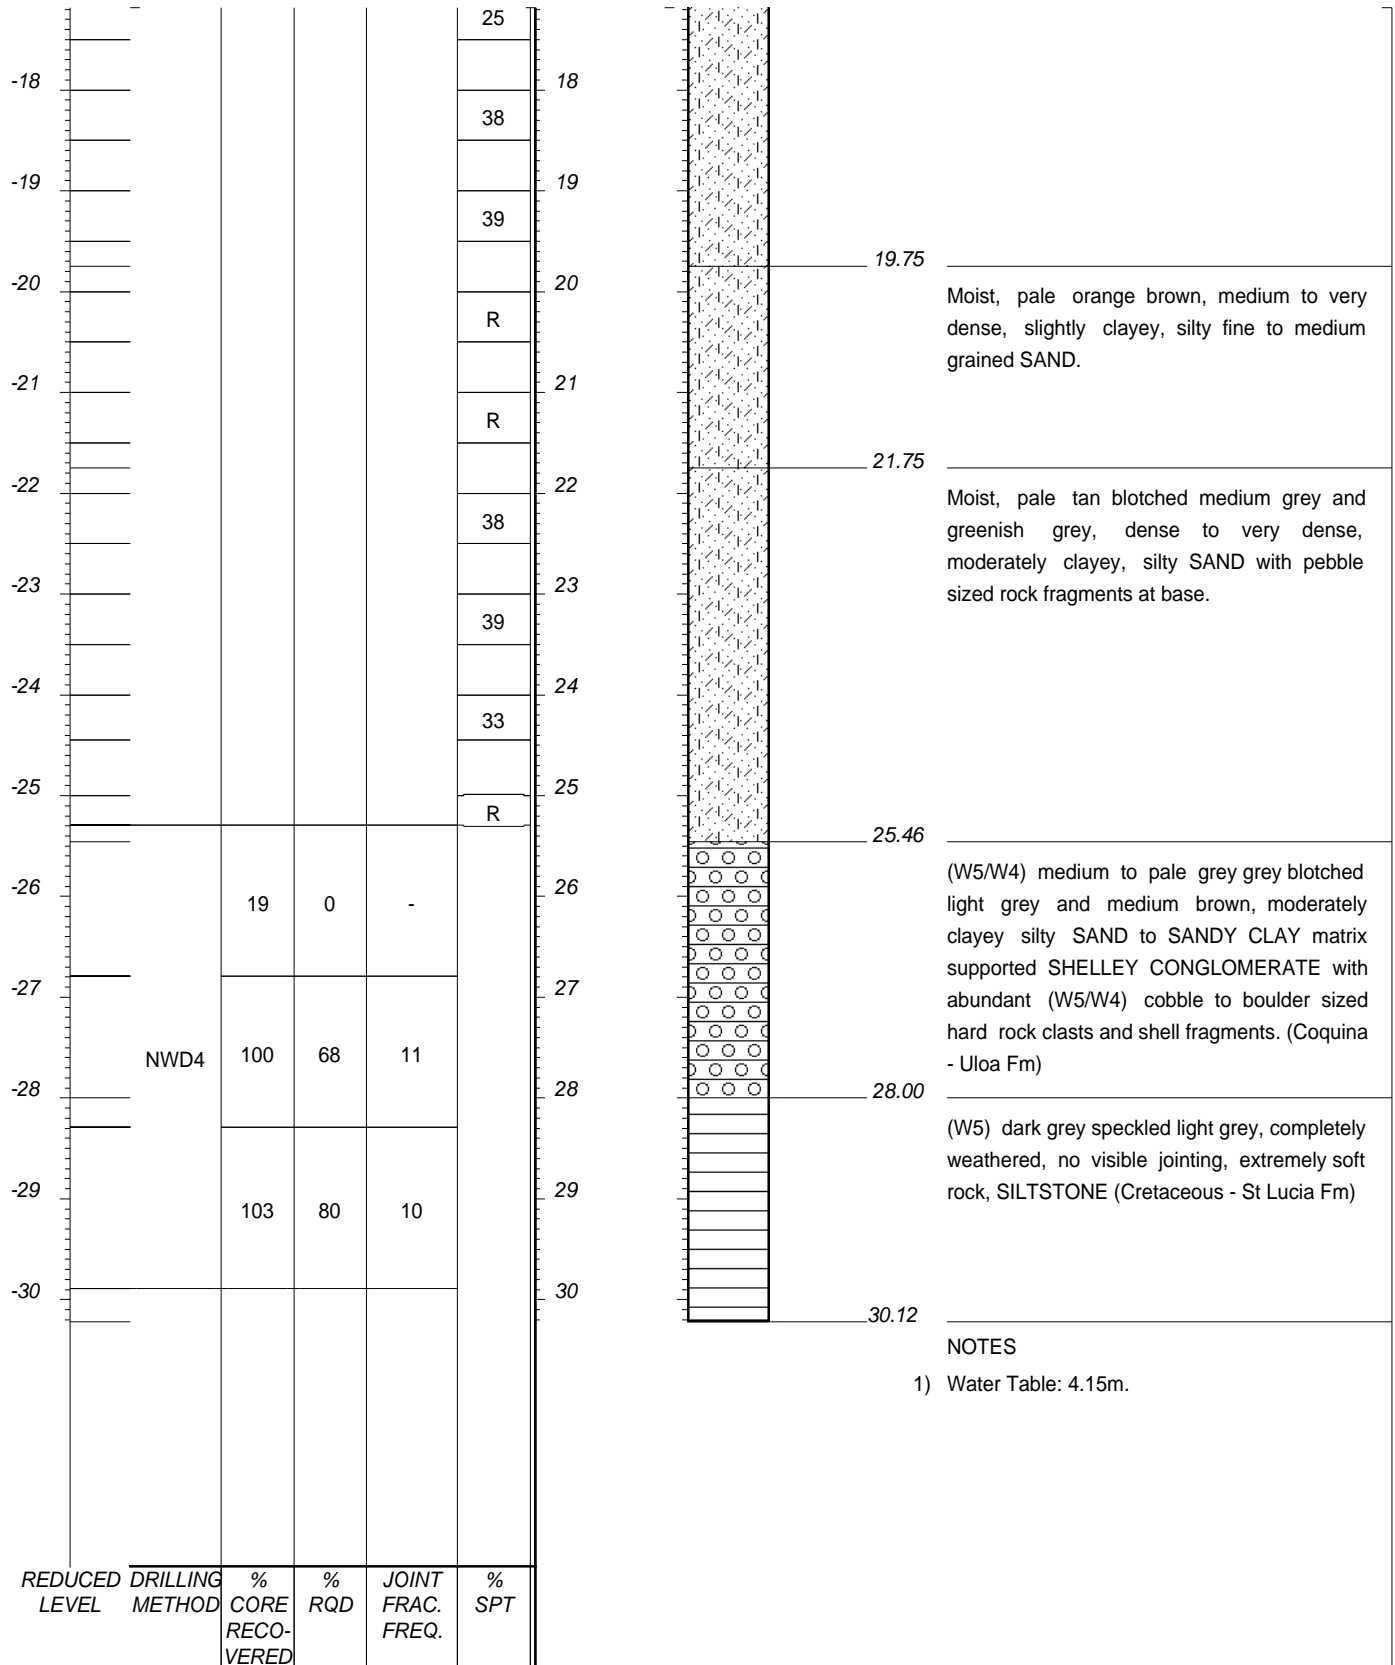 25
-18
18
38
-19
19
39
19.75
-20
20
Moist, pale orange brown, medium to very
R
dense, slightly clayey, silty fine to medium
grained SAND.
-21
21
R
21.75
-22
22
Moist, pale tan blotched medium grey and
38
greenish grey, dense to very dense,
moderately clayey, silty SAND with pebble
-23
23
sized rock fragments at base.
39
-24
24
33
-25
25
R
25.46
(W5/W4) medium to pale grey grey blotched
-26
26
19 0 -
light grey and medium brown, moderately
clayey silty SAND to SANDY CLAY matrix
supported SHELLEY CONGLOMERATE with
-27
27
abundant (W5/W4) cobble to boulder sized
hard rock clasts and shell fragments. (Coquina
NWD4 100 68 11
- Uloa Fm)
-28
28
28.00
(W5) dark grey speckled light grey, completely
weathered, no visible jointing, extremely soft
-29
29
rock, SILTSTONE (Cretaceous - St Lucia Fm)
103 80 10
-30
30
30.12
NOTES
1) Water Table: 4.15m.
REDUCED DRILLING % % JOINT %
LEVEL METHOD CORE RQD FRAC. SPT
RECO- FREQ.
VERED